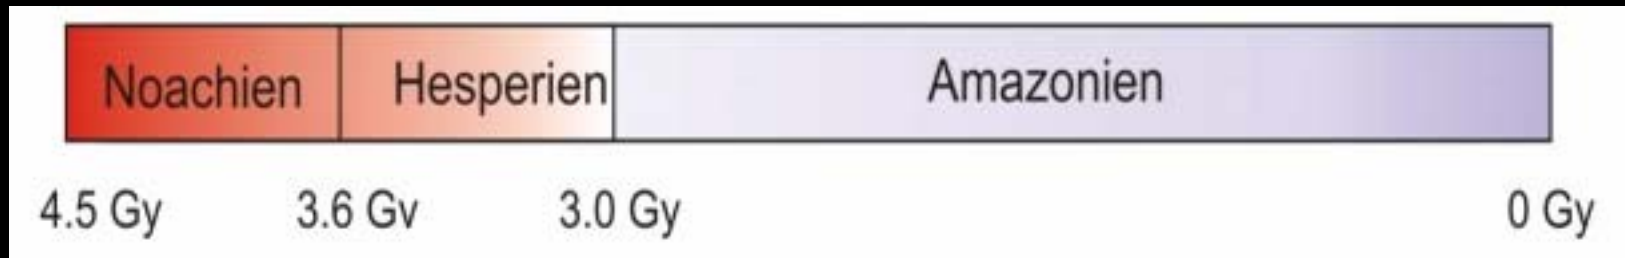 Noachien Hesperien Amazonien
4.5 Gy 3.6 Gv 3.0 Gy 0 Gy